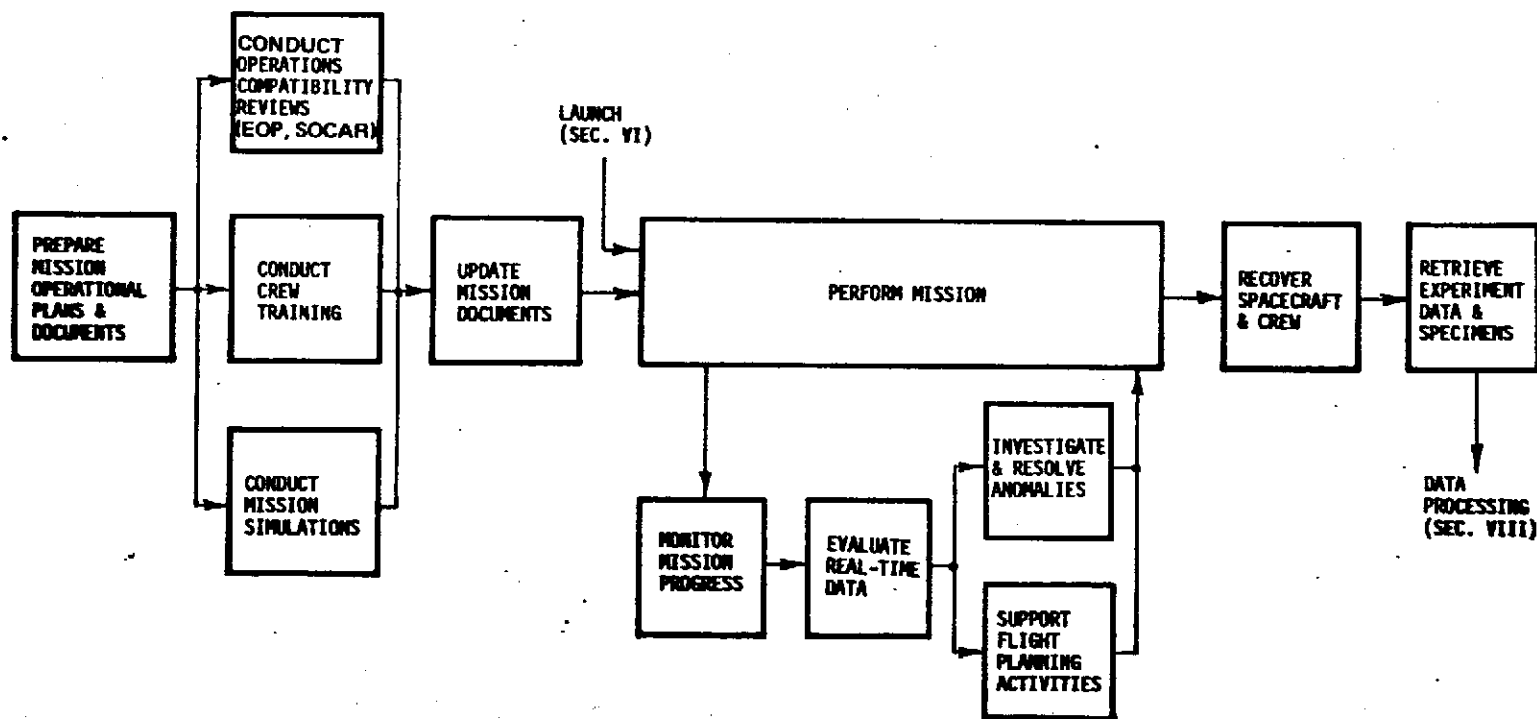 CONDUCT
OPERATIONS
COMPATIBILITY
REVIEWS
(EOP, SOCAR)
LAUNCH
(SEC. VI)
PREPARE
MISSION
OPERATIONAL
PLANS &
DOCUMENTS
CONDUCT
CREW
TRAINING
UPDATE
MISSION
DOCUMENTS
PERFORM MISSION
RECOVER
SPACECRAFT
& CREW
RETRIEVE
EXPERIMENT
DATA &
SPECIMENS
CONDUCT
MISSION
SIMULATIONS
MONITOR
MISSION
PROGRESS
EVALUATE
REAL-TIME
DATA
INVESTIGATE
& RESOLVE
ANOMALIES
SUPPORT
FLIGHT
PLANNING
ACTIVITIES
DATA
PROCESSING
(SEC. VIII)